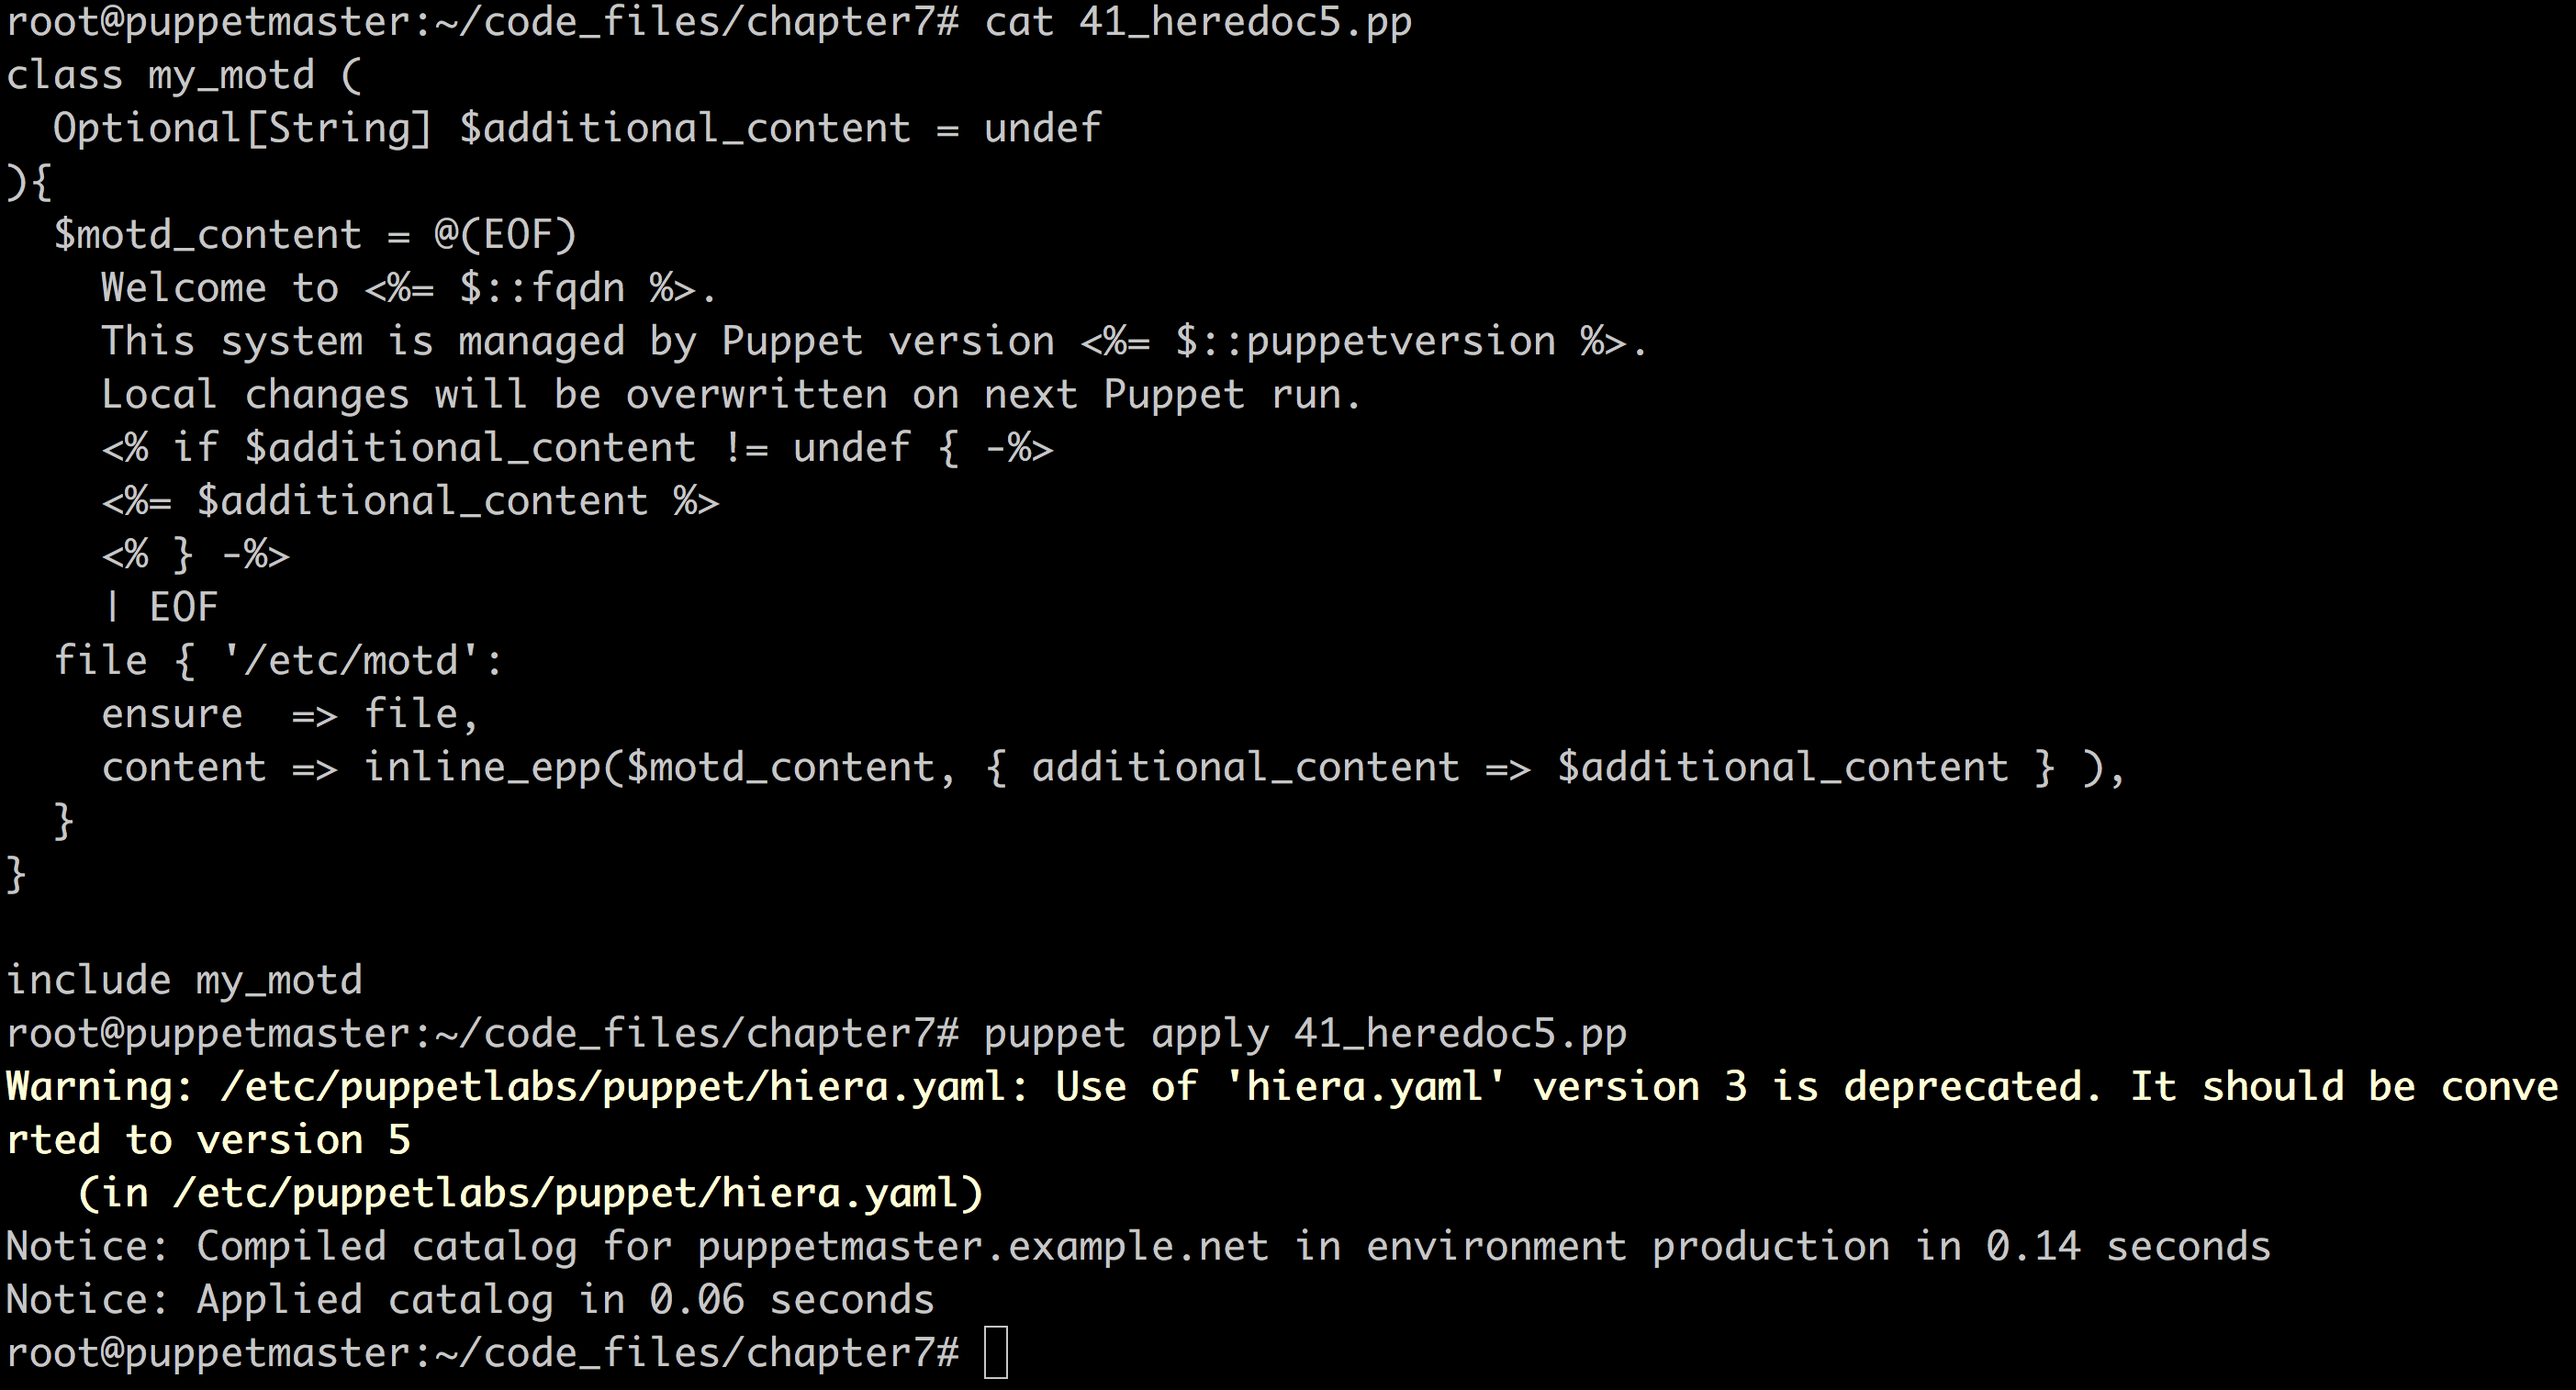 root@puppetmaster:~/code_files/chapter7# cat 41_heredoc5.pp
class my_motd (
  Optional[String] $additional_content = undef
){
  $motd_content = @(EOF)
    Welcome to <%= $::fqdn %>.
    This system is managed by Puppet version <%= $::puppetversion %>.
    Local changes will be overwritten on next Puppet run.
    <% if $additional_content != undef { -%>
    <%= $additional_content %>
    <% } -%>
    | EOF
  file { '/etc/motd':
    ensure  => file,
    content => inline_epp($motd_content, { additional_content => $additional_content } ),
  }
}

include my_motd
root@puppetmaster:~/code_files/chapter7# puppet apply 41_heredoc5.pp
Warning: /etc/puppetlabs/puppet/hiera.yaml: Use of 'hiera.yaml' version 3 is deprecated. It should be conve
rted to version 5
   (in /etc/puppetlabs/puppet/hiera.yaml)
Notice: Compiled catalog for puppetmaster.example.net in environment production in 0.14 seconds
Notice: Applied catalog in 0.06 seconds
root@puppetmaster:~/code_files/chapter7#